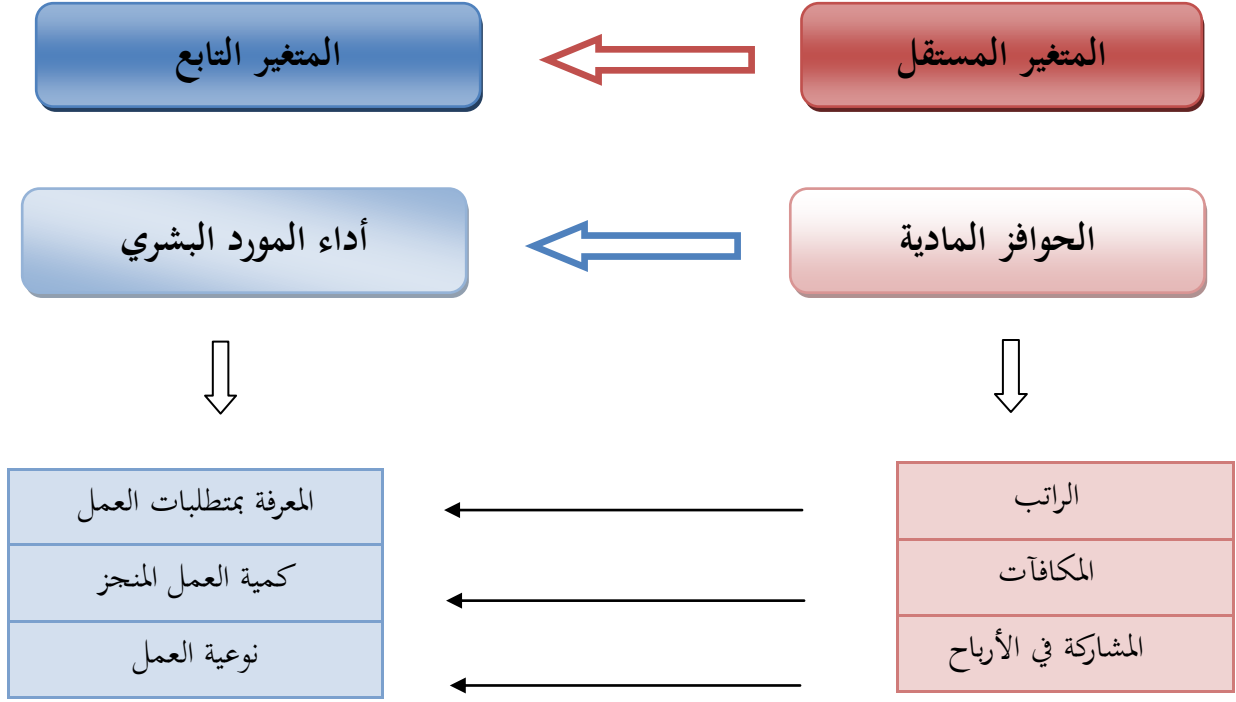 المتغير المستقل
المتغير التابع
الحوافز المادية
أداء المورد البشري
الراتب
المعرفة بمتطلبات العمل
المكافآت
كمية العمل المنجز
المشاركة في الأرباح
نوعية العمل